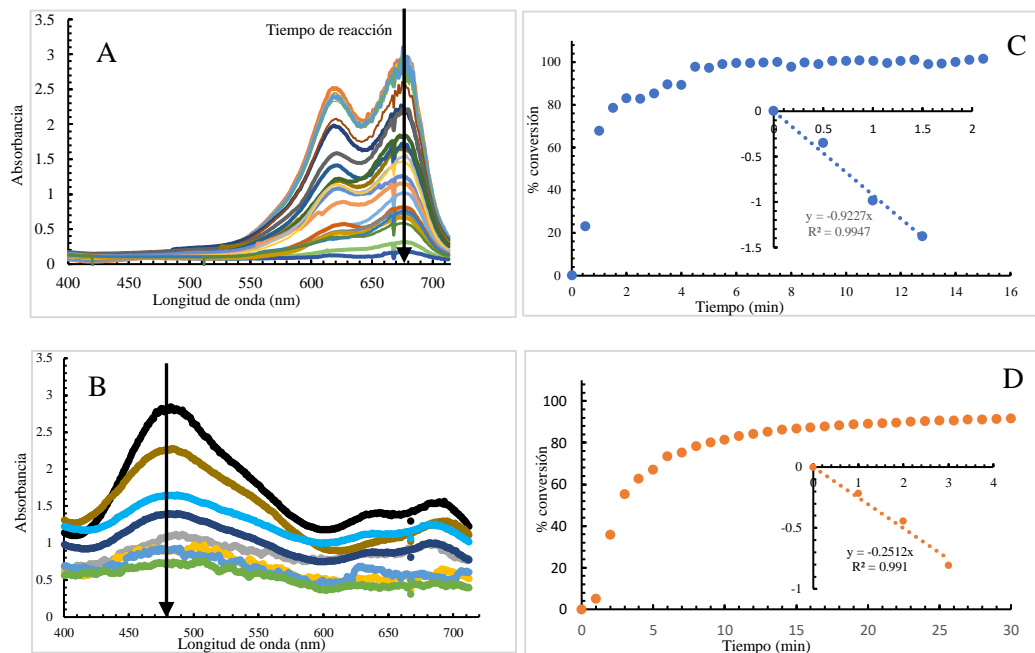 A
Tiempo de reacción
Absorbancia
3.5
3
2.5
2
1.5
1
0.5
0
400 450 500 550 600 650 700
Longitud de onda (nm)
C
% conversión
100
80
60
40
20
0
0 2 4 6 8 10 12 14 16
Tiempo (min)
0 0.5 1 1.5 2
0
-0.5
-1
-1.5
y = -0.9227x
R² = 0.9947
B
Absorbancia
3.5
3
2.5
2
1.5
1
0.5
0
400 450 500 550 600 650 700
Longitud de onda (nm)
D
% conversión
100
80
60
40
20
0
0 5 10 15 20 25 30
Tiempo (min)
0 1 2 3 4
0
-0.5
-1
y = -0.2512x
R² = 0.991